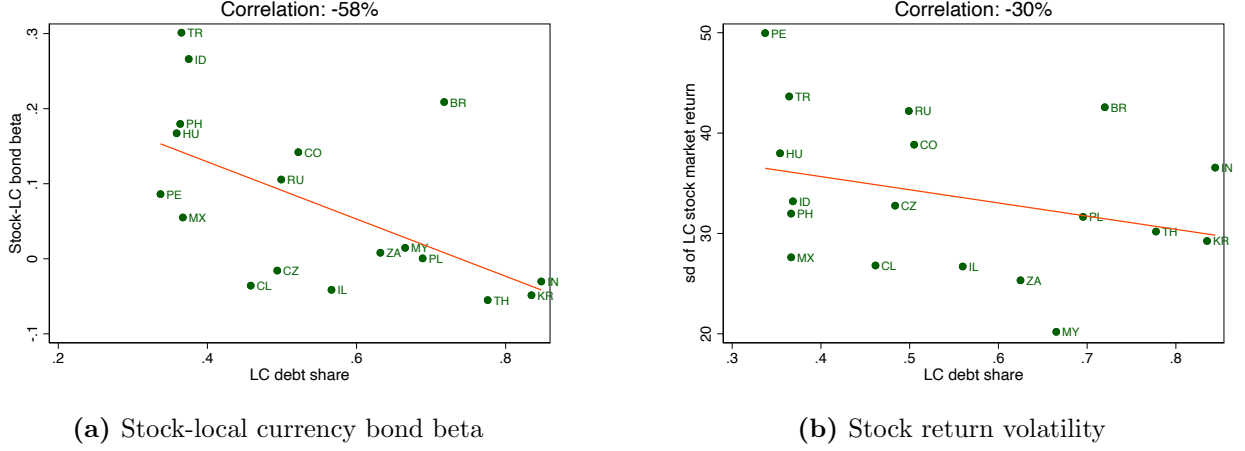 Correlation: -58%
Stock-LC bond beta
.3
.2
.1
0
-.1
TR
ID
BR
PH
HU
CO
RU
PE
MX
MY
ZA
PL
CZ
IN
CL
IL
KR
TH
.2
.4
.6
.8
LC debt share
(a) Stock-local currency bond beta
Correlation: -30%
sd of LC stock market return
50
40
30
20
PE
TR
BR
RU
CO
HU
IN
ID
CZ
PH
PL
TH
KR
MX
CL
IL
ZA
MY
.3
.4
.5
.6
.7
.8
LC debt share
(b) Stock return volatility